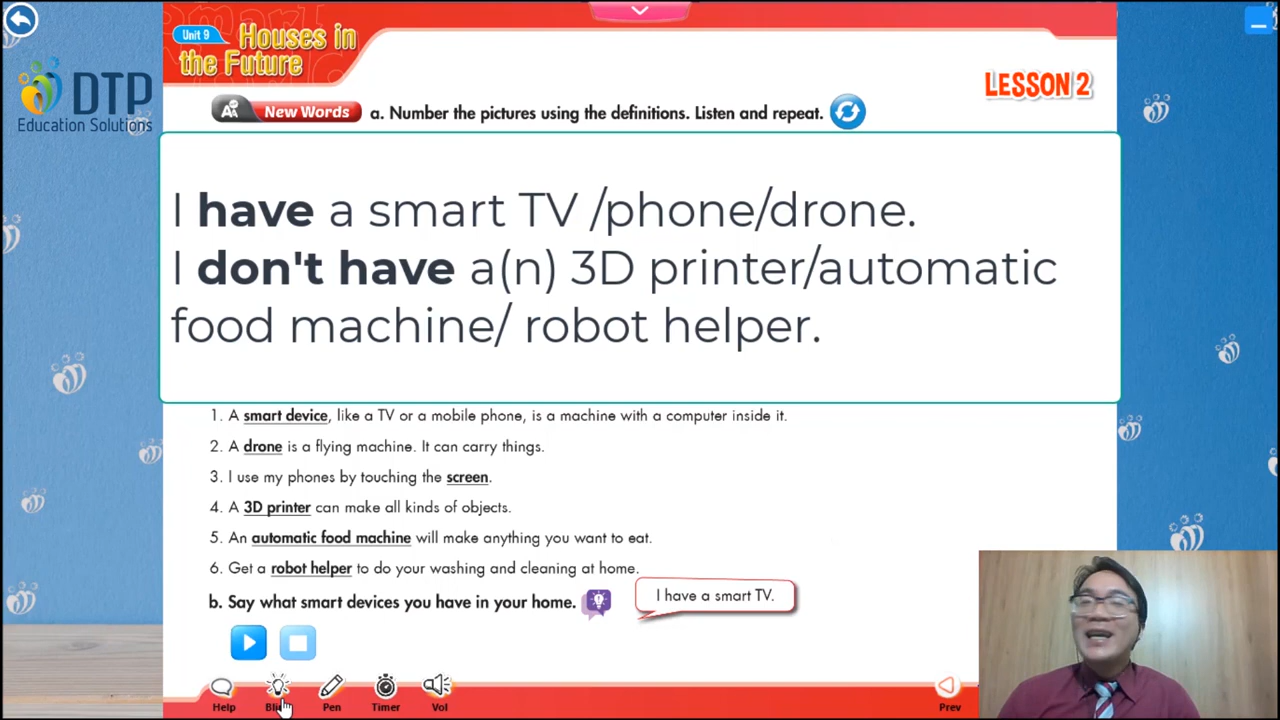 Unit 9
Houses in
the Future
DTP
Education Solutions
LESSON 2
New Words a. Number the pictures using the definitions. Listen and repeat.
I have a smart TV /phone/drone.
I don't have a(n) 3D printer/automatic
food machine/ robot helper.
1. A smart device, like a TV or a mobile phone, is a machine with a computer inside it.
2. A drone is a flying machine. It can carry things.
3. I use my phones by touching the screen.
4. A 3D printer can make all kinds of objects.
5. An automatic food machine will make anything you want to eat.
6. Get a robot helper to do your washing and cleaning at home.
b. Say what smart devices you have in your home.
I have a smart TV.
Help
Pen
Timer
Vol
Prev